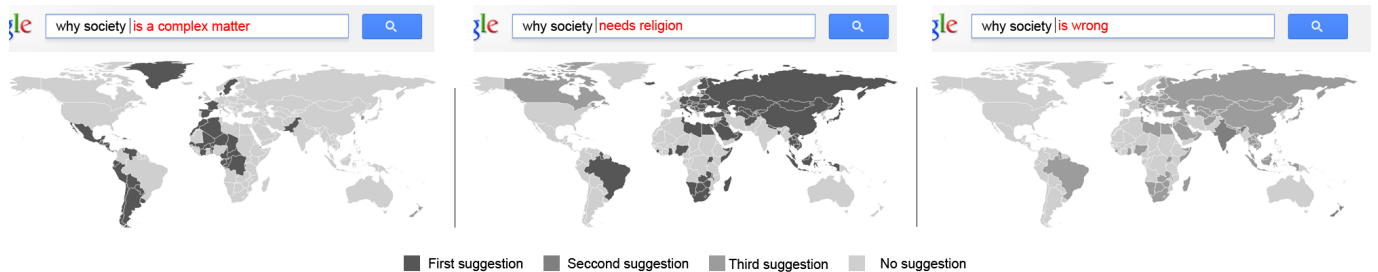 gle why society is a complex matter
gle why society needs religion
gle why society is wrong
First suggestion Seccond suggestion Third suggestion No suggestion